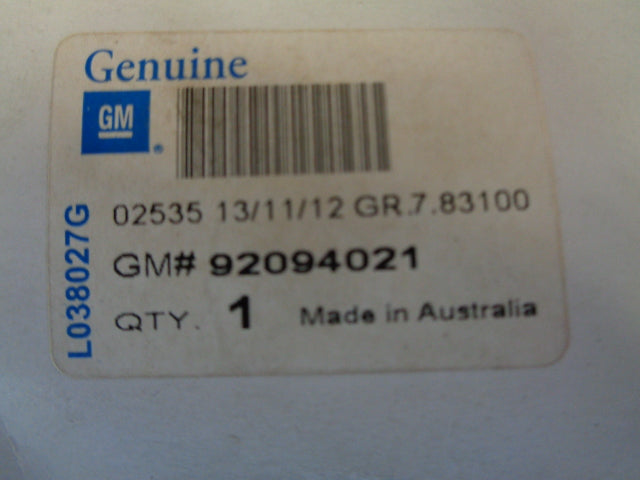 Genuine
GM
®
02535 13/11/12 GR.7.83100
GM# 92094021
QTY. 1 Made in Australia
L038027G